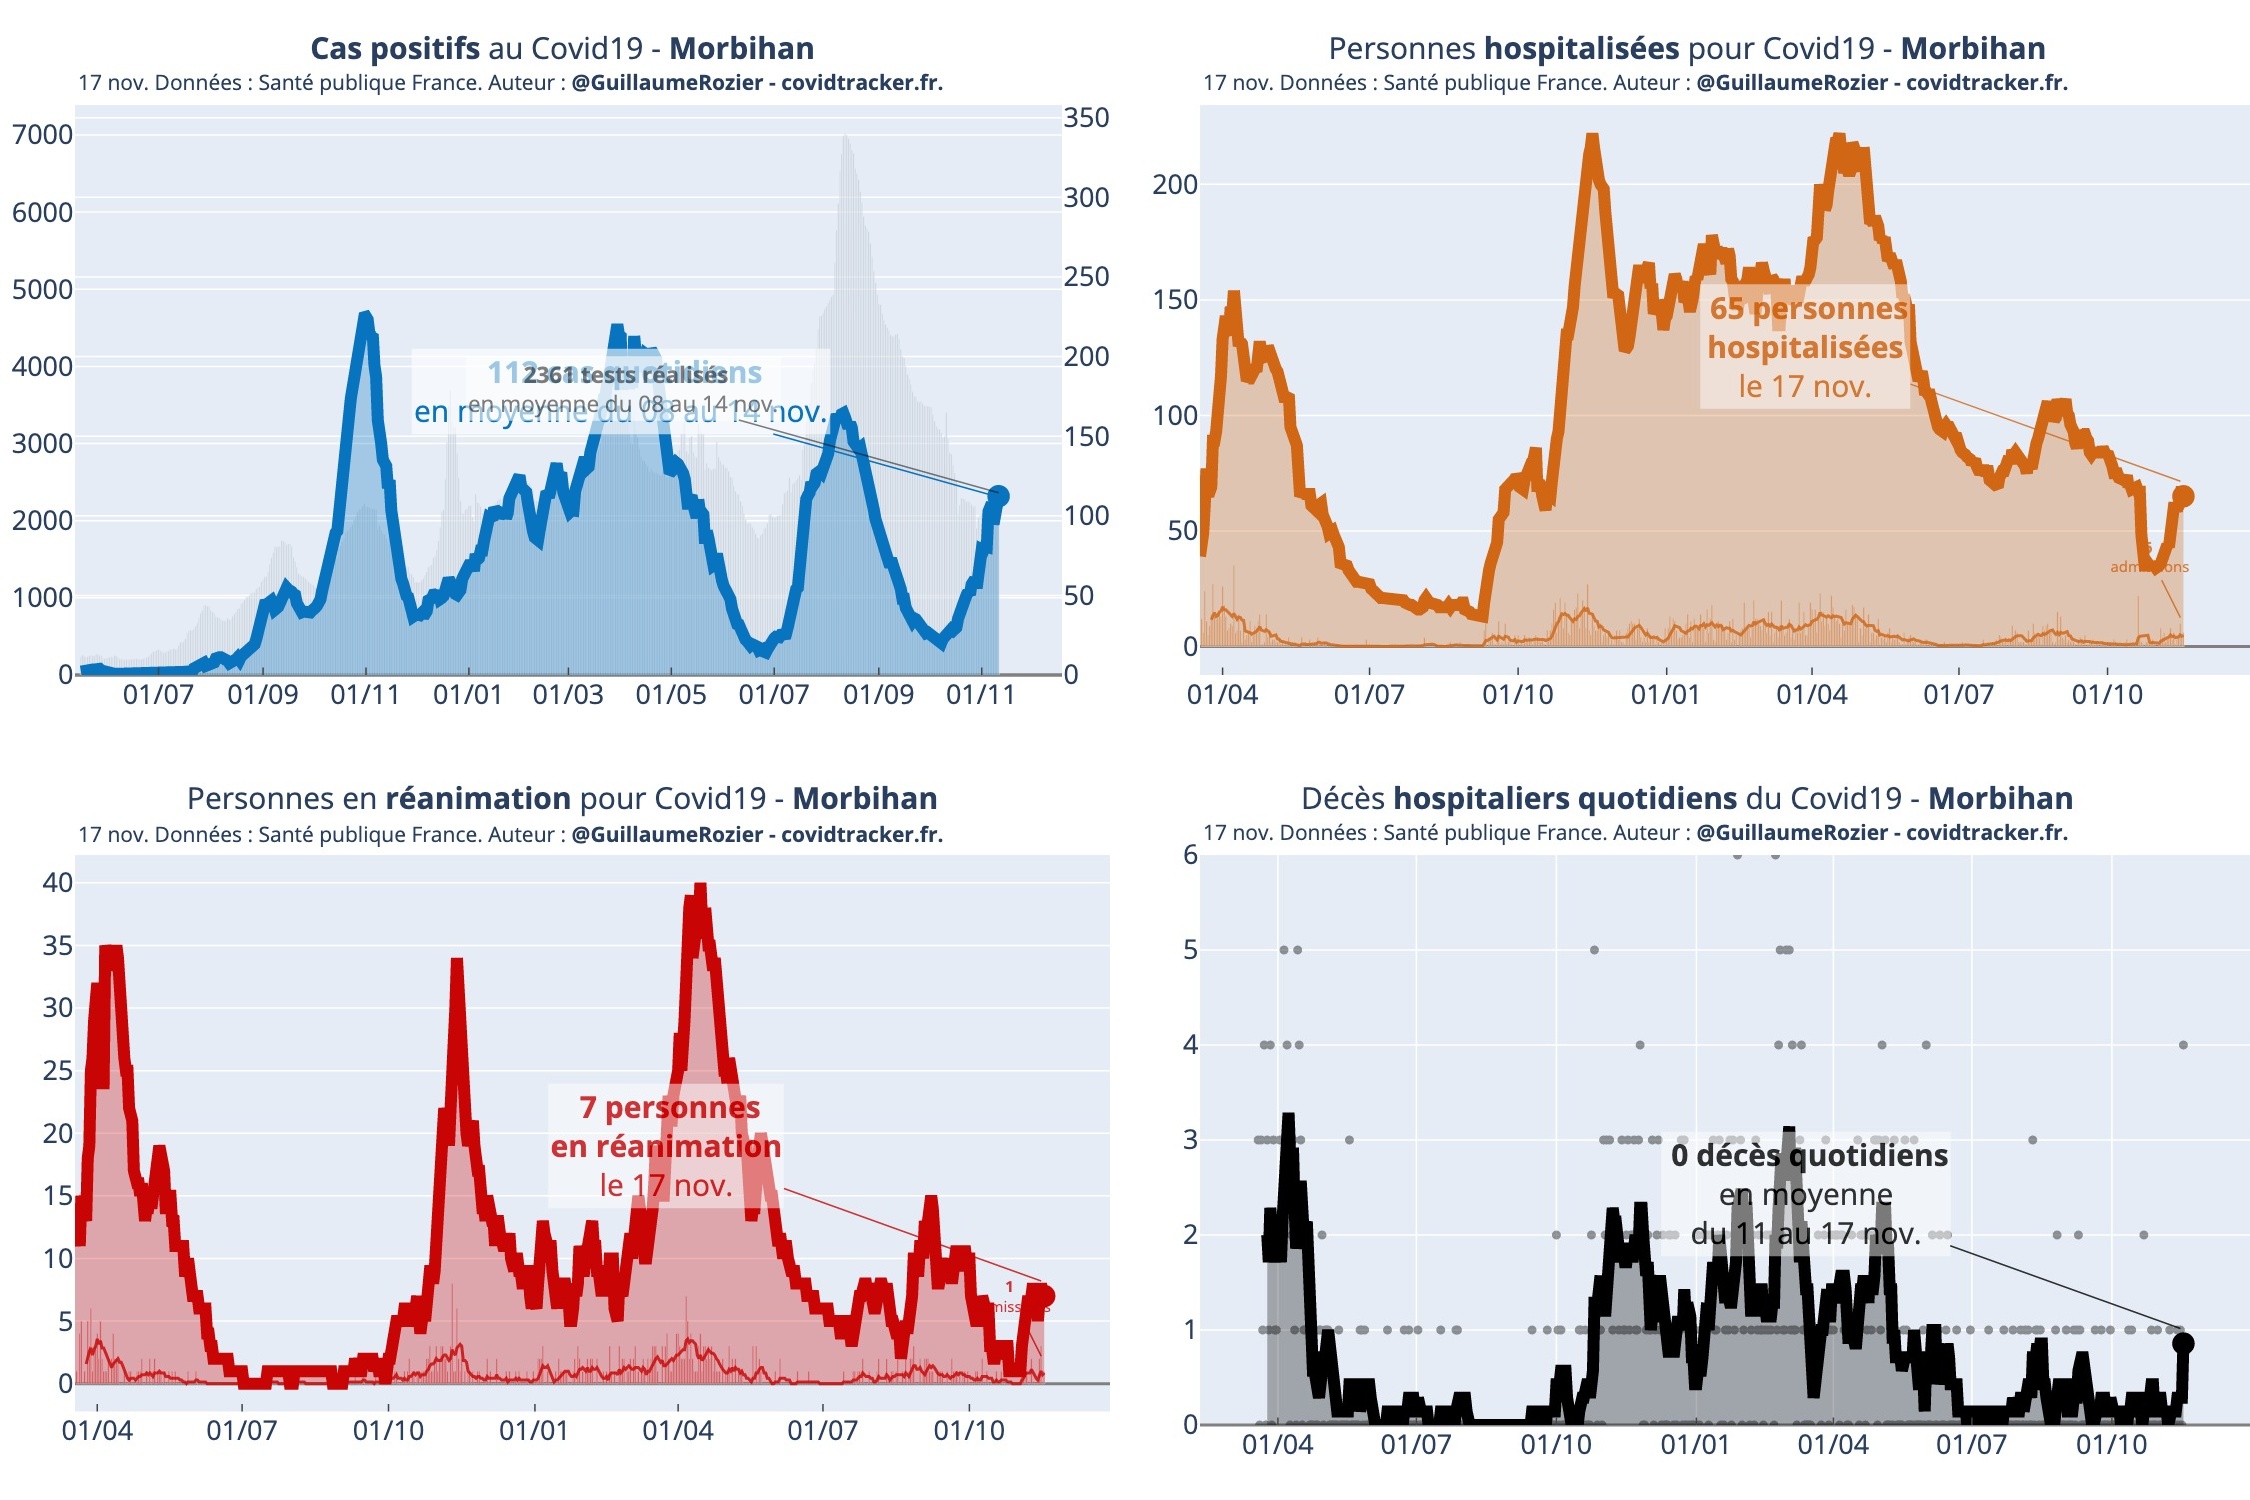 Cas positifs au Covid19 - Morbihan
17 nov. Données : Santé publique France. Auteur : @GuillaumeRozier - covidtracker.fr.
7000
6000
5000
4000
3000
2000
1000
0
350
300
250
200
150
100
50
0
112 cas quotidiens
en moyenne du 08 au 14 nov.
2361 tests réalisés
en moyenne du 08 au 14 nov.
01/07 01/09 01/11 01/01 01/03 01/05 01/07 01/09 01/11
Personnes hospitalisées pour Covid19 - Morbihan
17 nov. Données : Santé publique France. Auteur : @GuillaumeRozier - covidtracker.fr.
200
150
100
50
0
65 personnes
hospitalisées
le 17 nov.
01/04 01/07 01/10 01/01 01/04 01/07 01/10
Personnes en réanimation pour Covid19 - Morbihan
17 nov. Données : Santé publique France. Auteur : @GuillaumeRozier - covidtracker.fr.
40
35
30
25
20
15
10
5
0
7 personnes
en réanimation
le 17 nov.
1
01/04 01/07 01/10 01/01 01/04 01/07 01/10
Décès hospitaliers quotidiens du Covid19 - Morbihan
17 nov. Données : Santé publique France. Auteur : @GuillaumeRozier - covidtracker.fr.
6
5
4
3
2
1
0
0 décès quotidiens
en moyenne
du 11 au 17 nov.
01/04 01/07 01/10 01/01 01/04 01/07 01/10